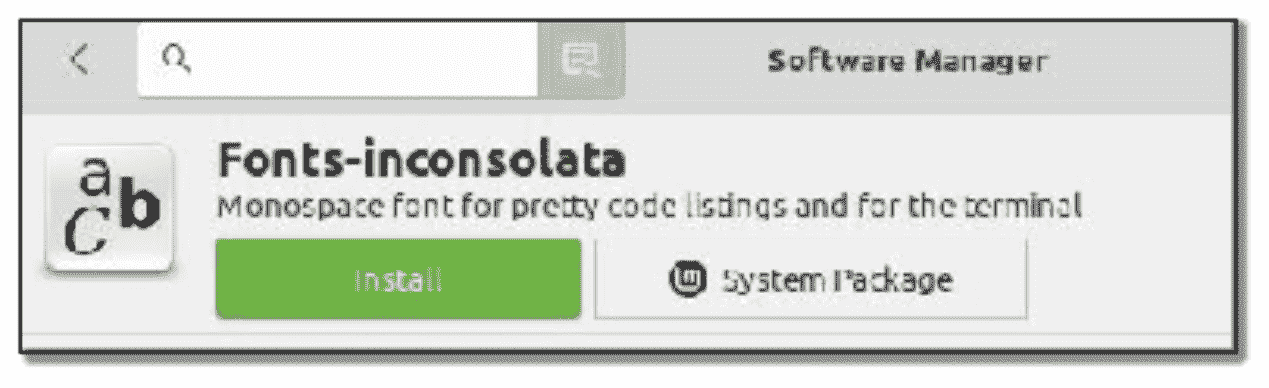 Software Manager
a b c
Fonts-inconsolata
Monospace font for pretty code listings and for the terminal
Install
System Package